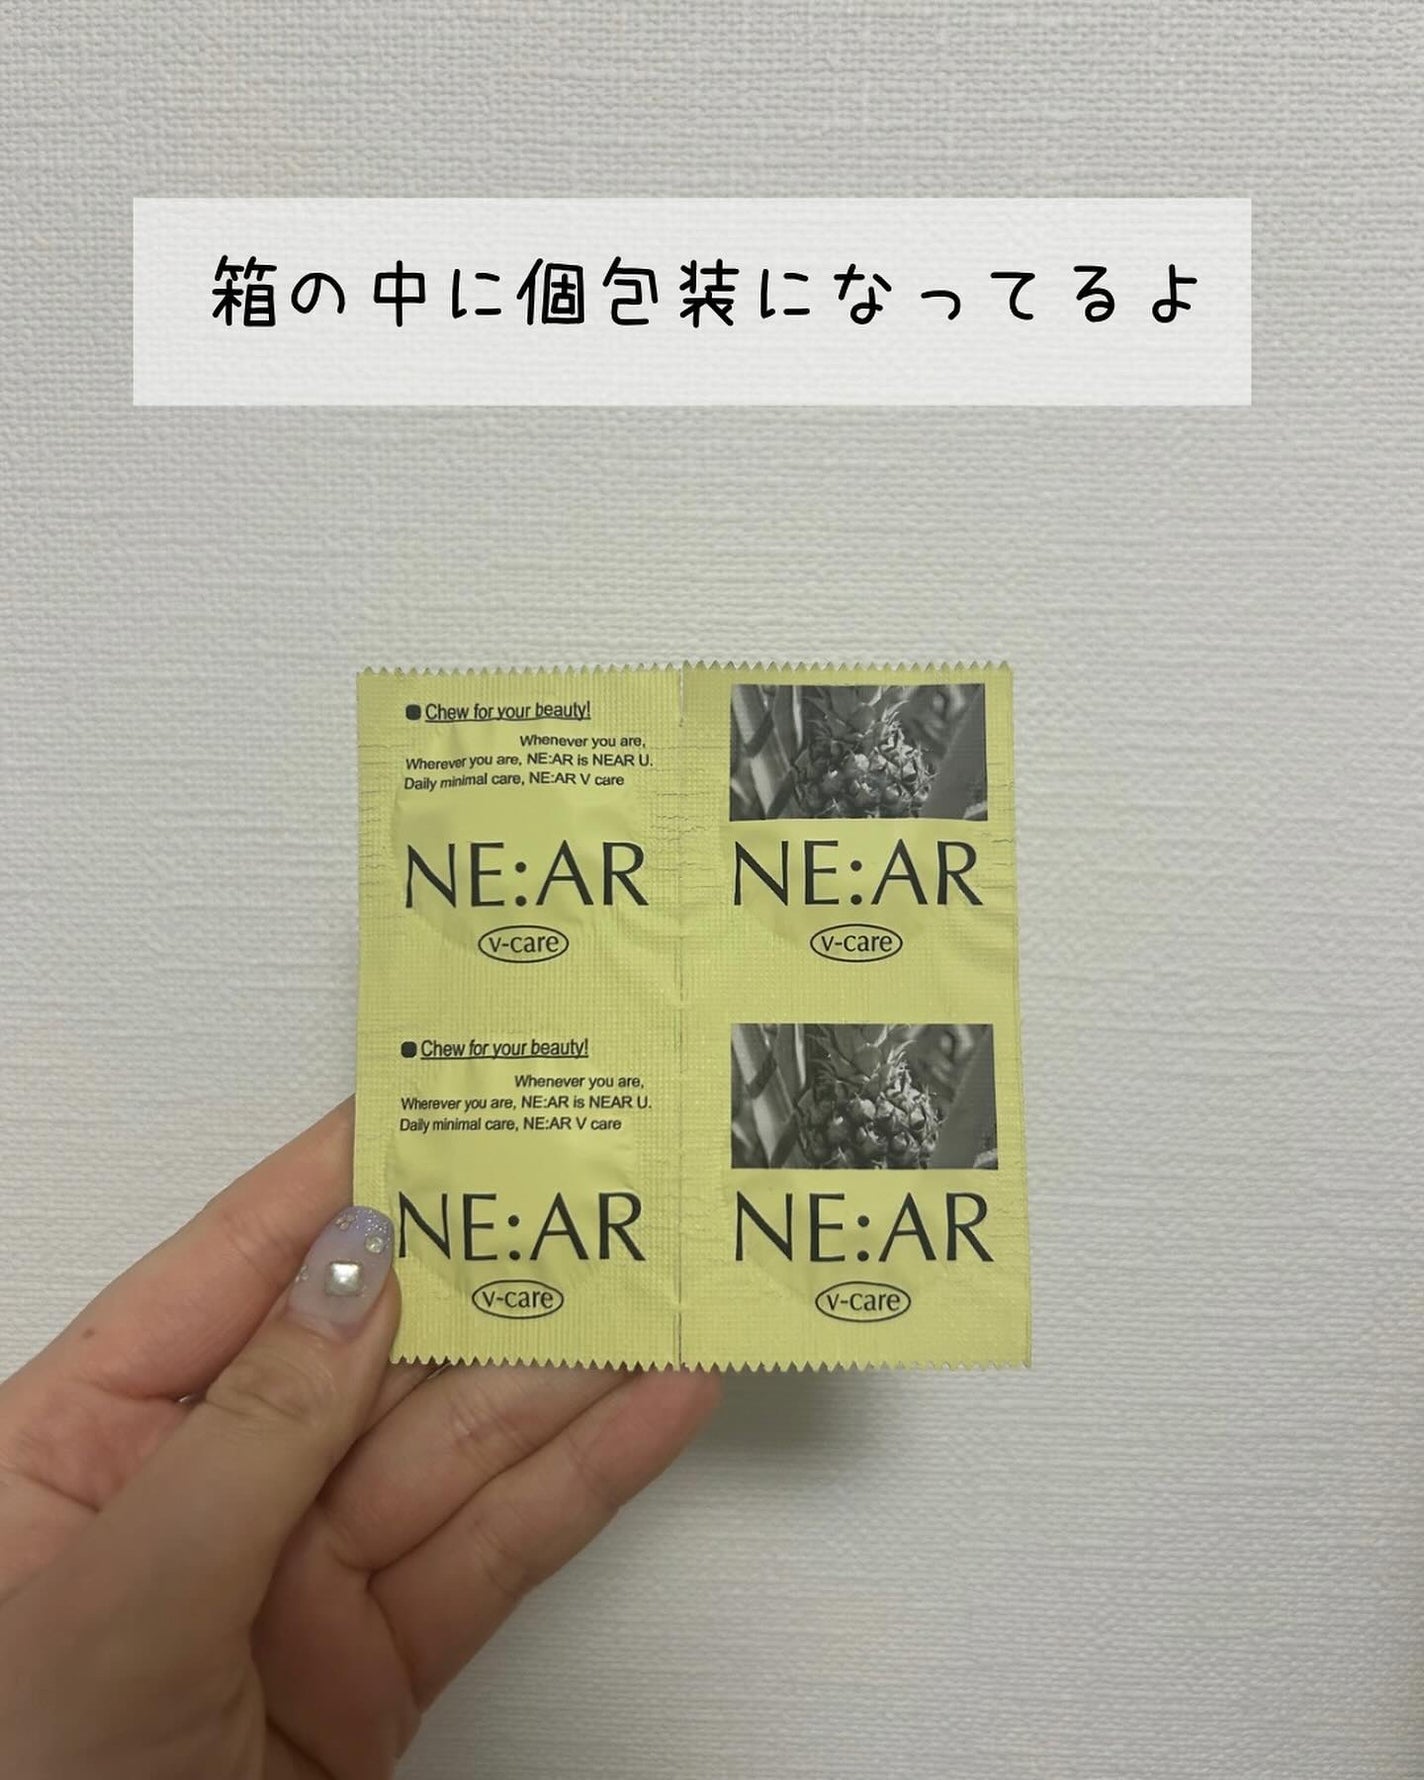 箱の中に個包装になってるよ
Chew for your beauty!
Whenever you are,
Wherever you are, NE:AR is NEAR U.
Daily minimal care, NE:AR V care
NE:AR
v-care
NE:AR
v-care
Chew for your beauty!
Whenever you are,
Wherever you are, NE:AR is NEAR U.
Daily minimal care, NE:AR V care
NE:AR
v-care
NE:AR
v-care